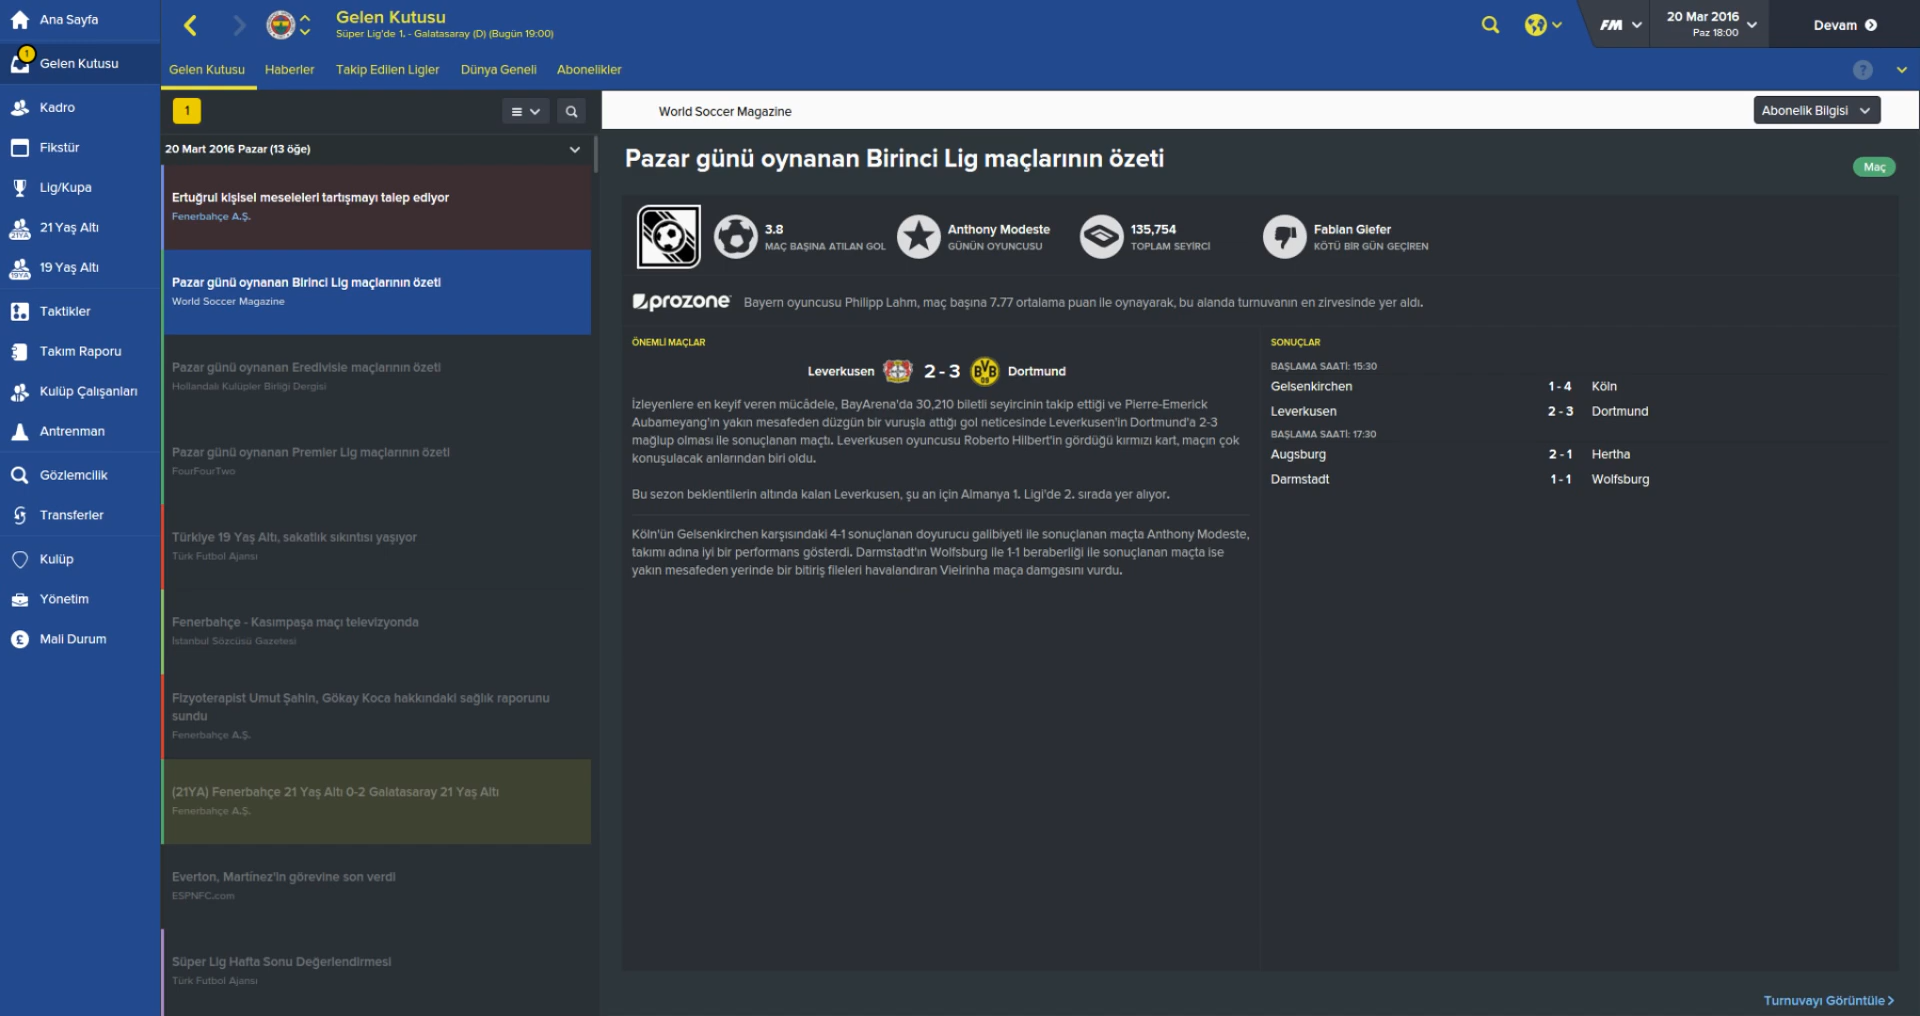 Ana Sayfa
1
Gelen Kutusu
Kadro
Fikstür
Lig/Kupa
21 Yaş Altı
19 Yaş Altı
Taktikler
Takım Raporu
Kulüp Çalışanları
Antrenman
Gözlemcilik
Transferler
Kulüp
Yönetim
Mali Durum
Gelen Kutusu
Süper Lig'de 1. - Galatasaray (D) (Bugün 19:00)
FM
20 Mar 2016
Paz 18:00
Devam
Gelen Kutusu Haberler Takip Edilen Ligler Dünya Geneli Abonelikler
?
1
20 Mart 2016 Pazar (13 öğe)
Ertuğrul kişisel meseleleri tartışmayı talep ediyor
Fenerbahçe A.Ş.
Pazar günü oynanan Birinci Lig maçlarının özeti
World Soccer Magazine
Pazar günü oynanan Eredivisie maçlarının özeti
Hollandalı Kulüpler Birliği Dergisi
Pazar günü oynanan Premier Lig maçlarının özeti
FourFourTwo
Türkiye 19 Yaş Altı, sakatlık sıkıntısı yaşıyor
Türk Futbol Ajansı
Fenerbahçe - Kasımpaşa maçı televizyonda
İstanbul Sözcüsü Gazetesi
Fizyoterapist Umut Şahin, Gökay Koca hakkındaki sağlık raporunu
sundu
Fenerbahçe A.Ş.
(21YA) Fenerbahçe 21 Yaş Altı 0-2 Galatasaray 21 Yaş Altı
Fenerbahçe A.Ş.
Everton, Martínez'in görevine son verdi
ESPNFC.com
Süper Lig Hafta Sonu Değerlendirmesi
Türk Futbol Ajansı
World Soccer Magazine
Abonelik Bilgisi
Pazar günü oynanan Birinci Lig maçlarının özeti
Maç
3.8
MAÇ BAŞINA ATILAN GOL
Anthony Modeste
GÜNÜN OYUNCUSU
135,754
TOPLAM SEYİRCİ
Fabian Giefer
KÖTÜ BİR GÜN GEÇİREN
prozone Bayern oyuncusu Philipp Lahm, maç başına 7.77 ortalama puan ile oynayarak, bu alanda turnuvanın en zirvesinde yer aldı.
ÖNEMLİ MAÇLAR
Leverkusen 2 - 3 BVB 09 Dortmund
İzleyenlere en keyif veren mücâdele, BayArena'da 30,210 biletli seyircinin takip ettiği ve Pierre-Emerick
Aubameyang'ın yakın mesafeden düzgün bir vuruşla attığı gol neticesinde Leverkusen'in Dortmund'a 2-3
mağlup olması ile sonuçlanan maçtı. Leverkusen oyuncusu Roberto Hilbert'in gördüğü kırmızı kart, maçın çok
konuşulacak anlarından biri oldu.
Bu sezon beklentilerin altında kalan Leverkusen, şu an için Almanya 1. Ligi'de 2. sırada yer alıyor.
Köln'ün Gelsenkirchen karşısındaki 4-1 sonuçlanan doyurucu galibiyeti ile sonuçlanan maçta Anthony Modeste,
takımı adına iyi bir performans gösterdi. Darmstadt'ın Wolfsburg ile 1-1 beraberliği ile sonuçlanan maçta ise
yakın mesafeden yerinde bir bitiriş fileleri havalandıran Vieirinha maça damgasını vurdu.
SONUÇLAR
BAŞLAMA SAATİ: 15:30
Gelsenkirchen 1 - 4 Köln
Leverkusen 2 - 3 Dortmund
BAŞLAMA SAATİ: 17:30
Augsburg 2 - 1 Hertha
Darmstadt 1 - 1 Wolfsburg
Turnuvayı Görüntüle